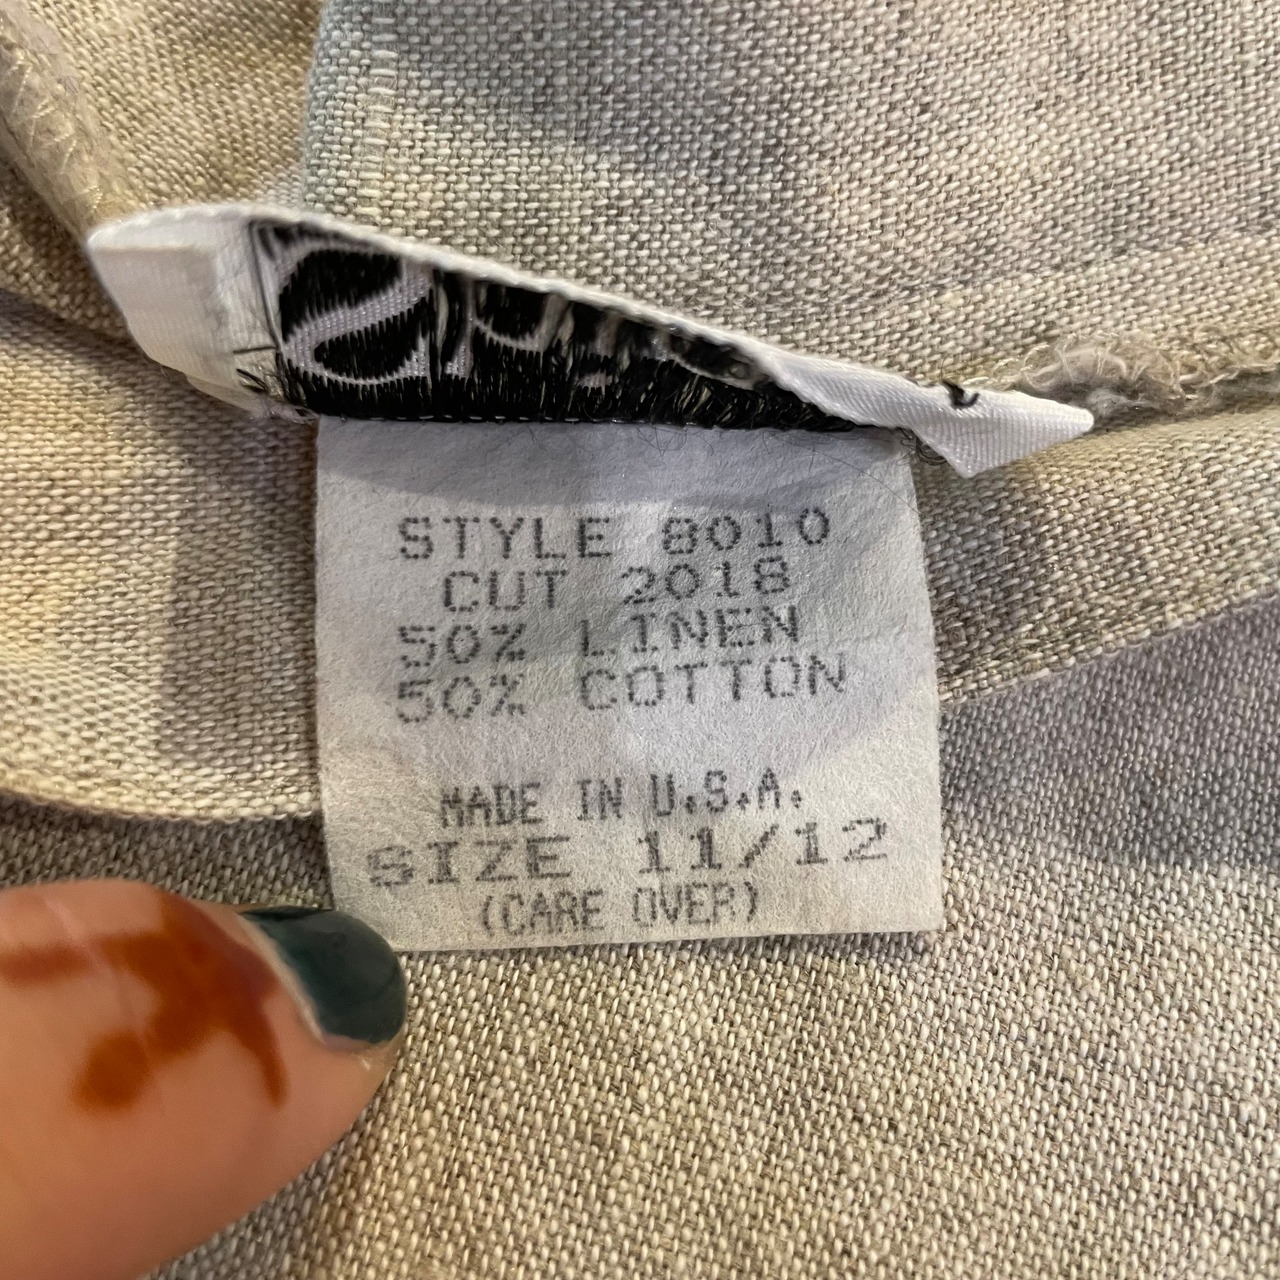 STYLE 8010
CUT 2018
50% LINEN
50% COTTON
MADE IN U.S.A.
SIZE 11/12
(CARE OVER)